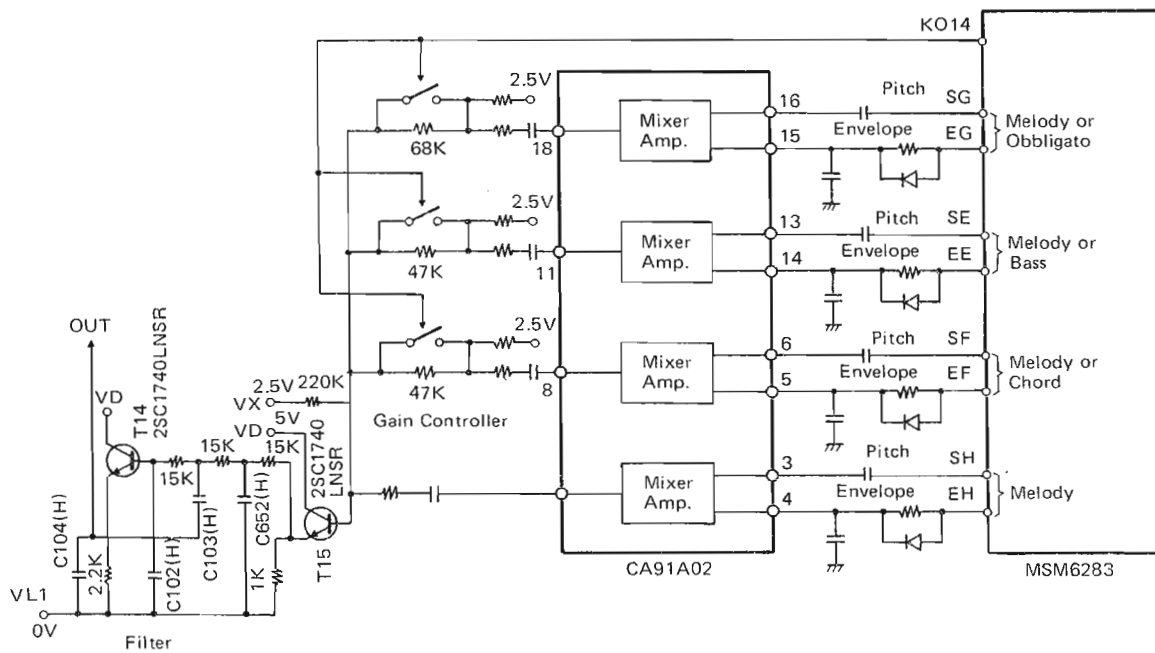 KO14
2.5V
16
Pitch
SG
Mixer
Amp.
15
Envelope
EG
Melody or
Obbligato
68K
18
2.5V
13
Pitch
SE
Mixer
Amp.
14
Envelope
EE
Melody or
Bass
47K
11
2.5V
6
Pitch
SF
Mixer
Amp.
5
Envelope
EF
Melody or
Chord
47K
8
Gain Controller
OUT
VD
T14
2SC1740LNSR
2.5V
VX
220K
VD
5V
15K
15K
15K
2SC1740
LNSR
T15
3
Pitch
SH
Mixer
Amp.
4
Envelope
EH
Melody
C104(H)
2.2K
C102(H)
C103(H)
C652(H)
1K
VL1
0V
Filter
CA91A02
MSM6283